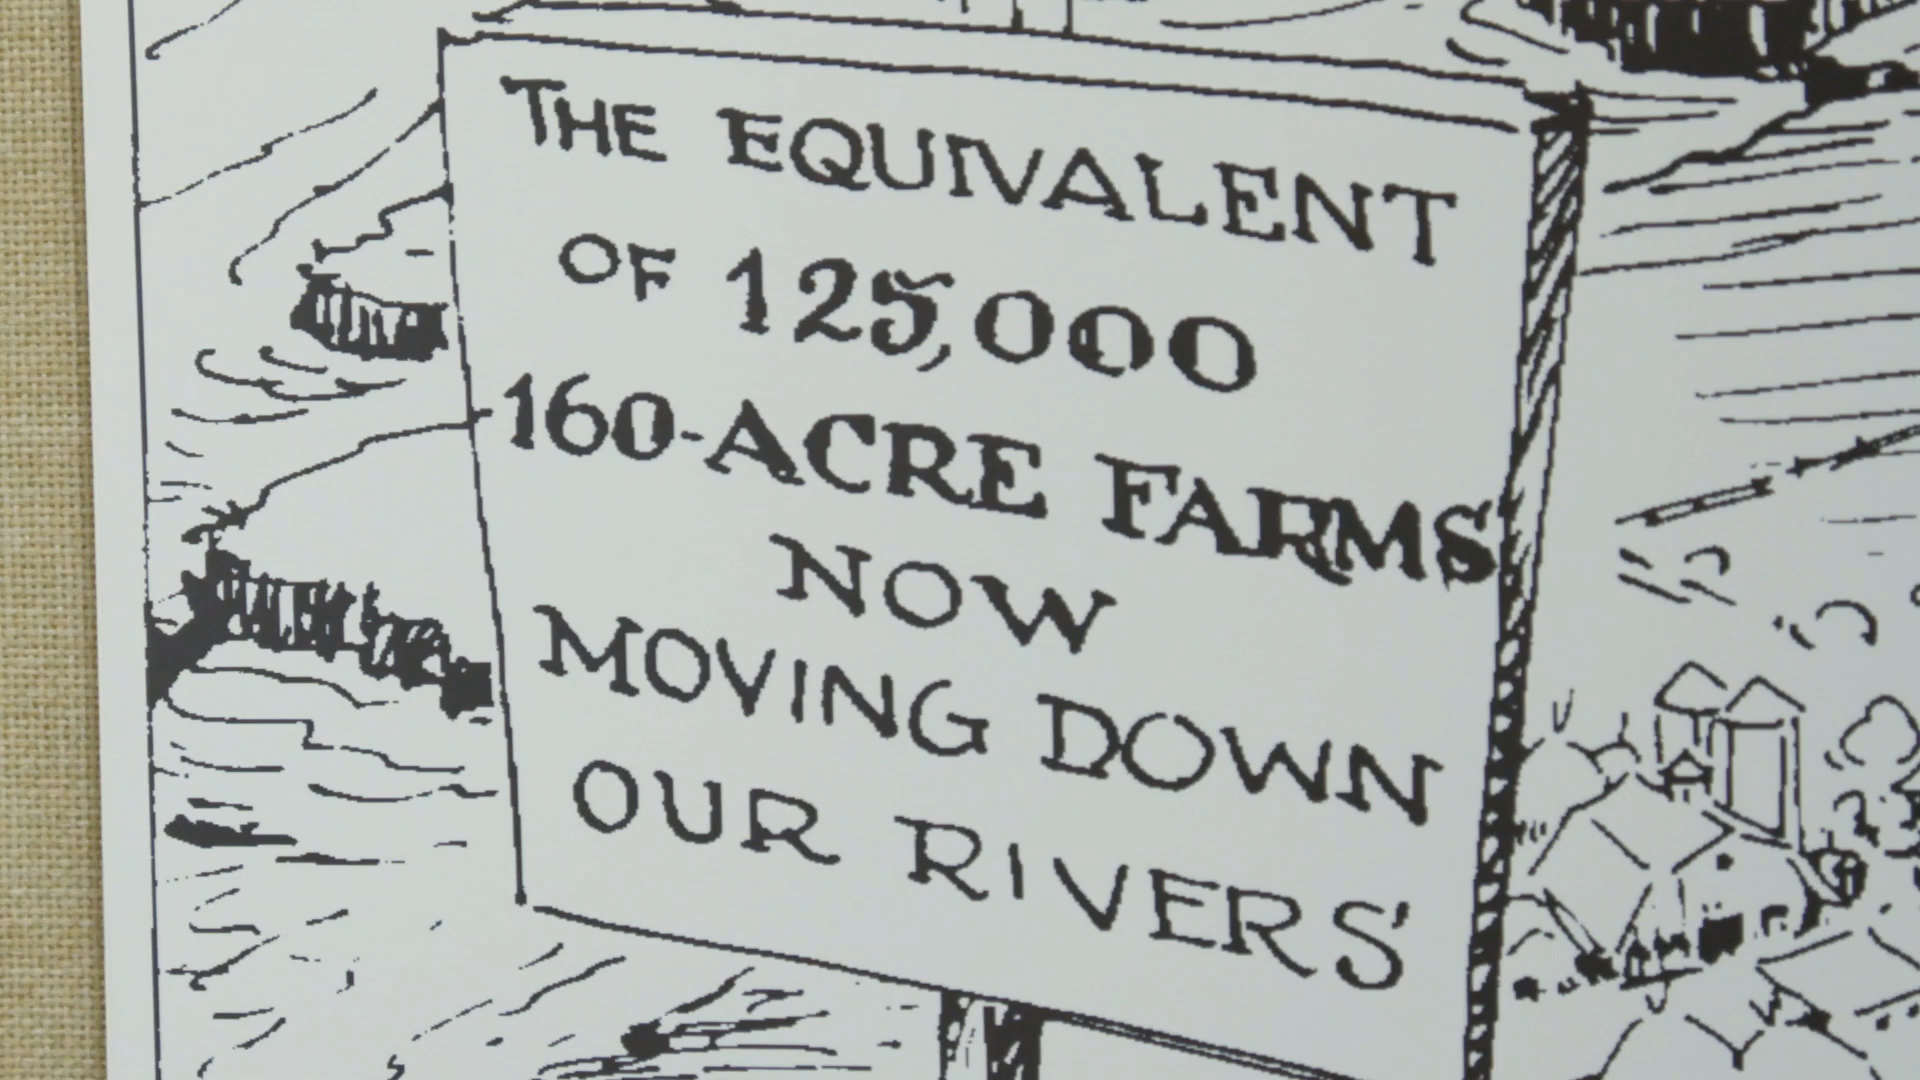 THE EQUIVALENT
OF 125,000
160-ACRE FARMS
NOW
MOVING DOWN
OUR RIVERS